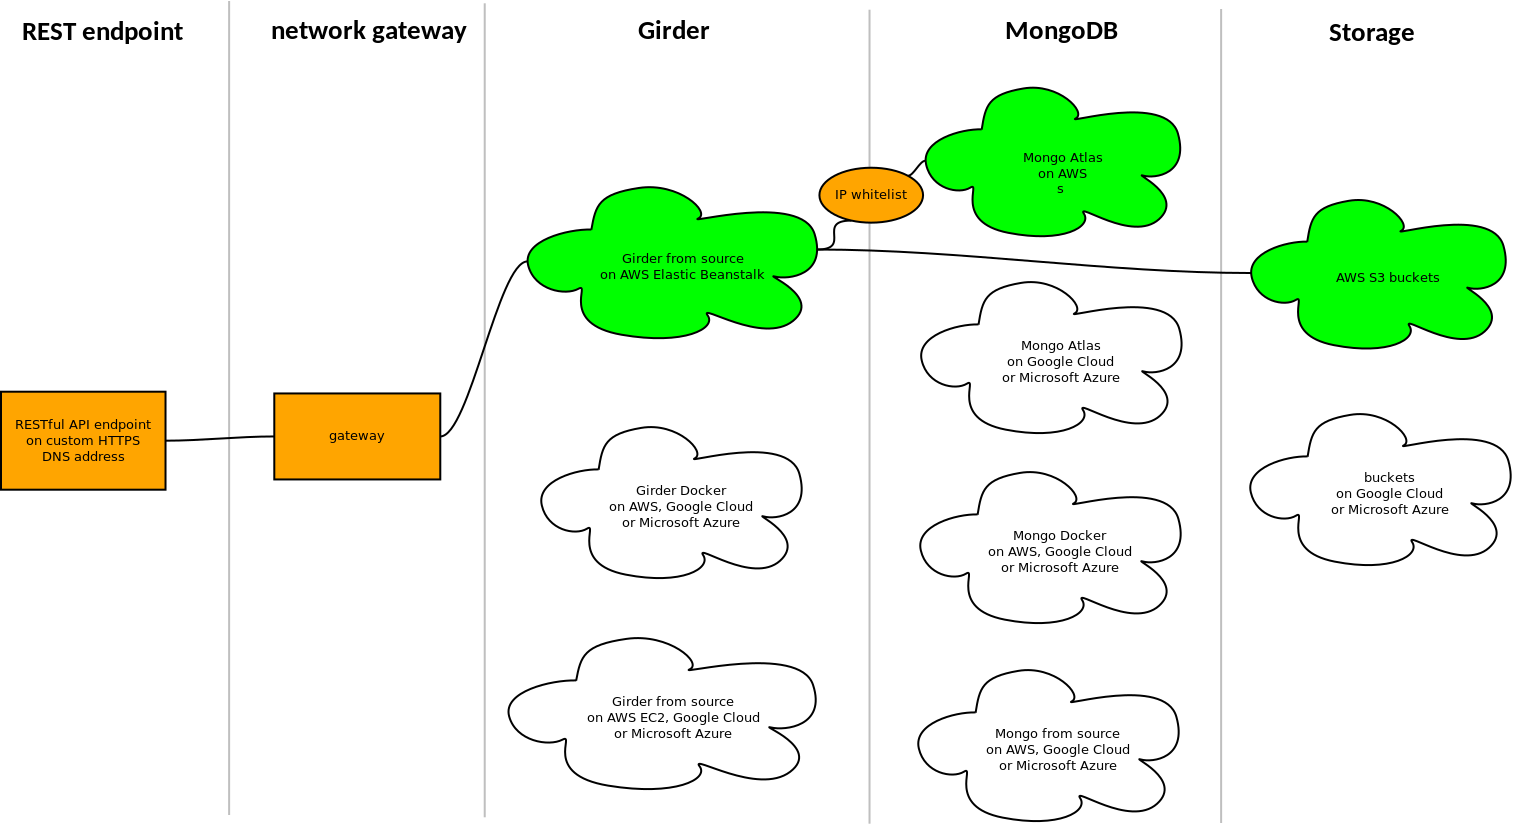 REST endpoint
network gateway
Girder
MongoDB
Storage
RESTful API endpoint
on custom HTTPS
DNS address
gateway
Girder from source
on AWS Elastic Beanstalk
Girder Docker
on AWS, Google Cloud
or Microsoft Azure
Girder from source
on AWS EC2, Google Cloud
or Microsoft Azure
IP whitelist
Mongo Atlas
on AWS
s
Mongo Atlas
on Google Cloud
or Microsoft Azure
Mongo Docker
on AWS, Google Cloud
or Microsoft Azure
Mongo from source
on AWS, Google Cloud
or Microsoft Azure
AWS S3 buckets
buckets
on Google Cloud
or Microsoft Azure